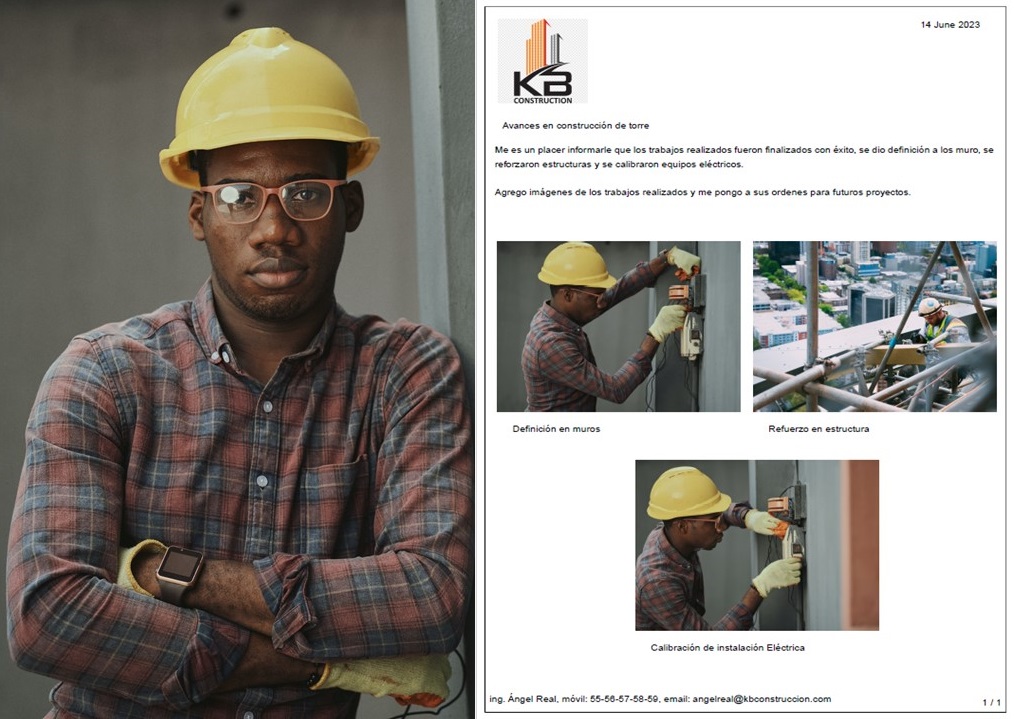 14 June 2023
KB
CONSTRUCTION
Avances en construcción de torre
Me es un placer informarle que los trabajos realizados fueron finalizados con éxito, se dio definición a los muro, se
reforzaron estructuras y se calibraron equipos eléctricos.
Agrego imágenes de los trabajos realizados y me pongo a sus ordenes para futuros proyectos.
Definición en muros
Refuerzo en estructura
Calibración de instalación Eléctrica
ing. Ángel Real, móvil: 55-56-57-58-59, email: angelreal@kbconstruccion.com
1 / 1